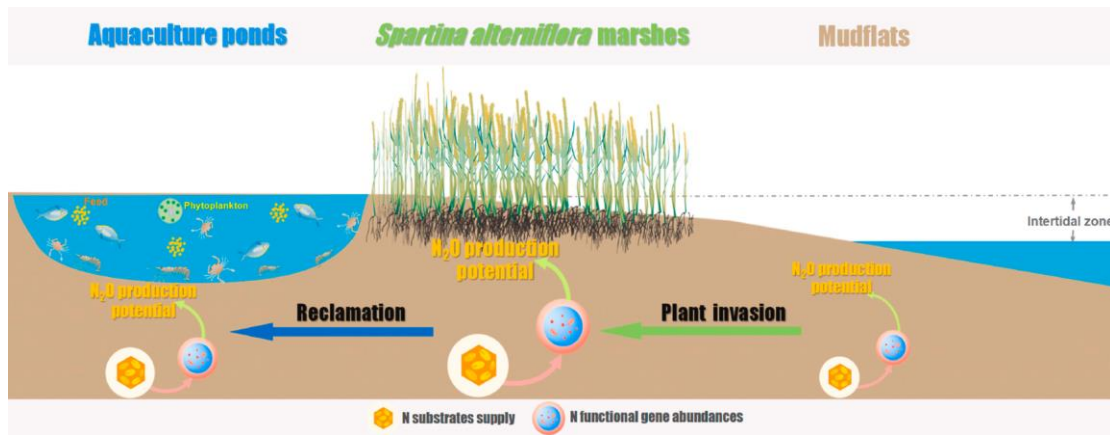 Aquaculture ponds
Spartina alterniflora marshes
Mudflats
Feed
Phytoplankton
Intertidal zone
N₂O production
potential
N₂O production
potential
N₂O production
potential
Reclamation
Plant invasion
N substrates supply
N functional gene abundances